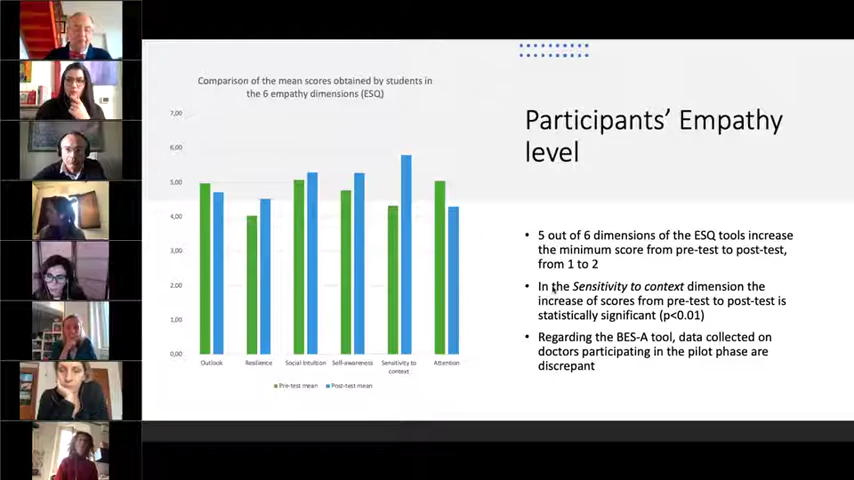 Comparison of the mean scores obtained by students in
the 6 empathy dimensions (ESQ)
7,00
6,00
5,00
4,00
3,00
2,00
1,00
0,00
Outlook
Resilience
Social Intuition
Self-awareness
Sensitivity to
context
Attention
Pre-test mean
Post-test mean
Participants' Empathy
level
• 5 out of 6 dimensions of the ESQ tools increase
the minimum score from pre-test to post-test,
from 1 to 2
• In the Sensitivity to context dimension the
increase of scores from pre-test to post-test is
statistically significant (p<0.01)
• Regarding the BES-A tool, data collected on
doctors participating in the pilot phase are
discrepant